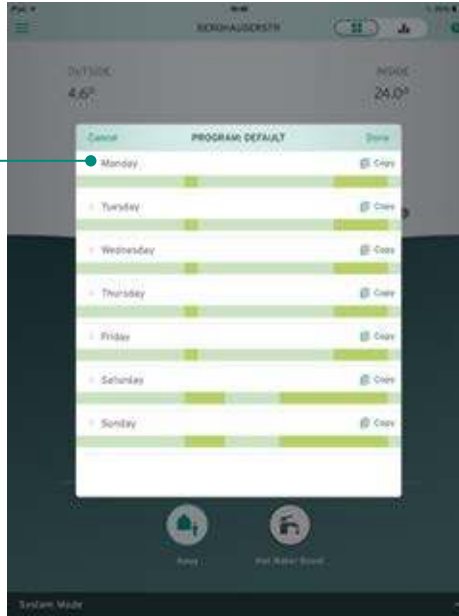 OUTSIDE
INSIDE
4.6°
24.0°
Cancel
PROGRAM: DEFAULT
Done
Monday
Copy
Tuesday
Copy
Wednesday
Copy
Thursday
Copy
Friday
Copy
Saturday
Copy
Sunday
Copy
Away
Hot Water Boost
System Mode